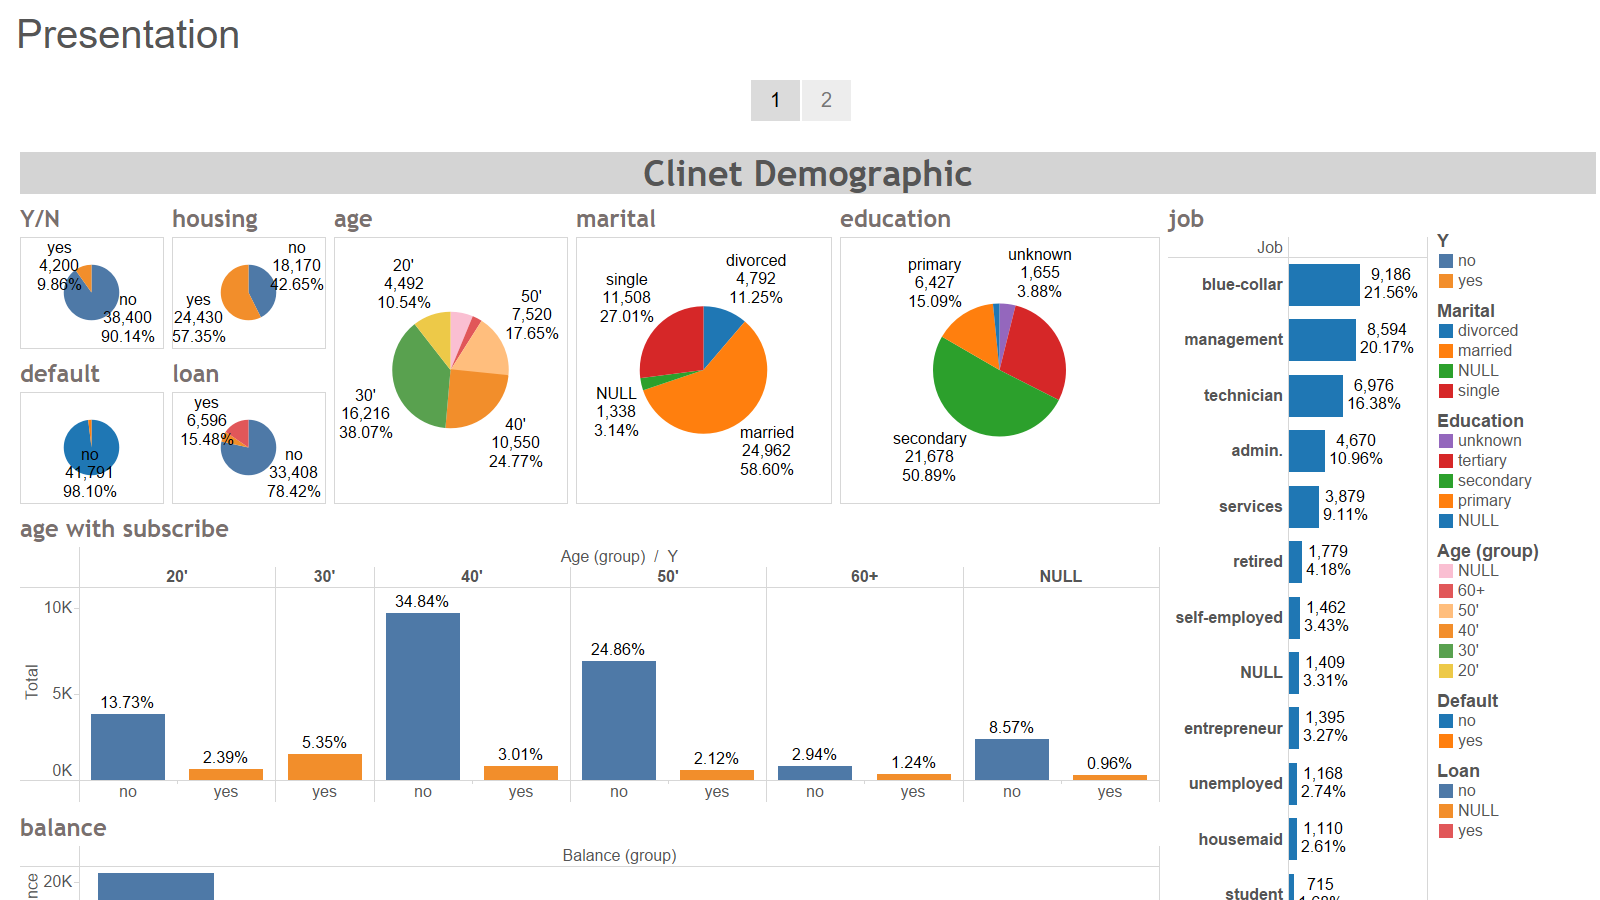 Presentation
1
2
Clinet Demographic
Y/N
yes
4,200
9.86%
no
38,400
90.14%
housing
no
18,170
42.65%
yes
24,430
57.35%
default
no
41,791
98.10%
loan
yes
6,596
15.48%
no
33,408
78.42%
age
20'
4,492
10.54%
50'
7,520
17.65%
30'
16,216
38.07%
40'
10,550
24.77%
marital
divorced
4,792
11.25%
single
11,508
27.01%
NULL
1,338
3.14%
married
24,962
58.60%
education
unknown
1,655
3.88%
primary
6,427
15.09%
secondary
21,678
50.89%
job
Job
blue-collar
9,186
21.56%
management
8,594
20.17%
technician
6,976
16.38%
admin.
4,670
10.96%
services
3,879
9.11%
retired
1,779
4.18%
self-employed
1,462
3.43%
NULL
1,409
3.31%
entrepreneur
1,395
3.27%
unemployed
1,168
2.74%
housemaid
1,110
2.61%
student
715
Y
no
yes
Marital
divorced
married
NULL
single
Education
unknown
tertiary
secondary
primary
NULL
Age (group)
NULL
60+
50'
40'
30'
20'
Default
no
yes
Loan
no
NULL
yes
age with subscribe
Age (group) / Y
20'
30'
40'
50'
60+
NULL
Total
10K
5K
0K
13.73%
2.39%
5.35%
34.84%
3.01%
24.86%
2.12%
2.94%
1.24%
8.57%
0.96%
no
yes
yes
no
yes
no
yes
no
yes
no
yes
balance
Balance (group)
20K